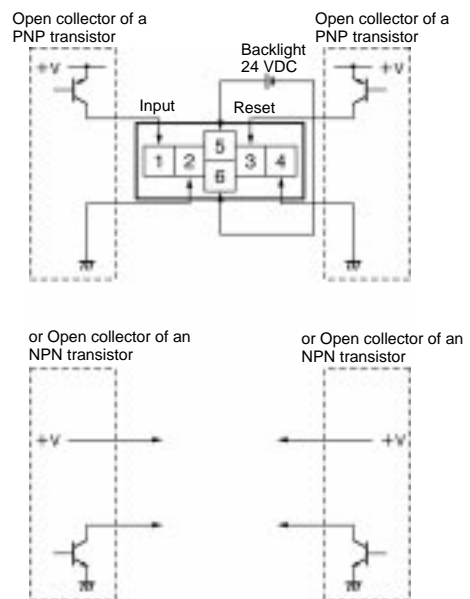 Open collector of a
PNP transistor
Open collector of a
PNP transistor
+V
Backlight
24 VDC
+V
Input
Reset
1 2 5 6 3 4
or Open collector of an
NPN transistor
or Open collector of an
NPN transistor
+V
+V